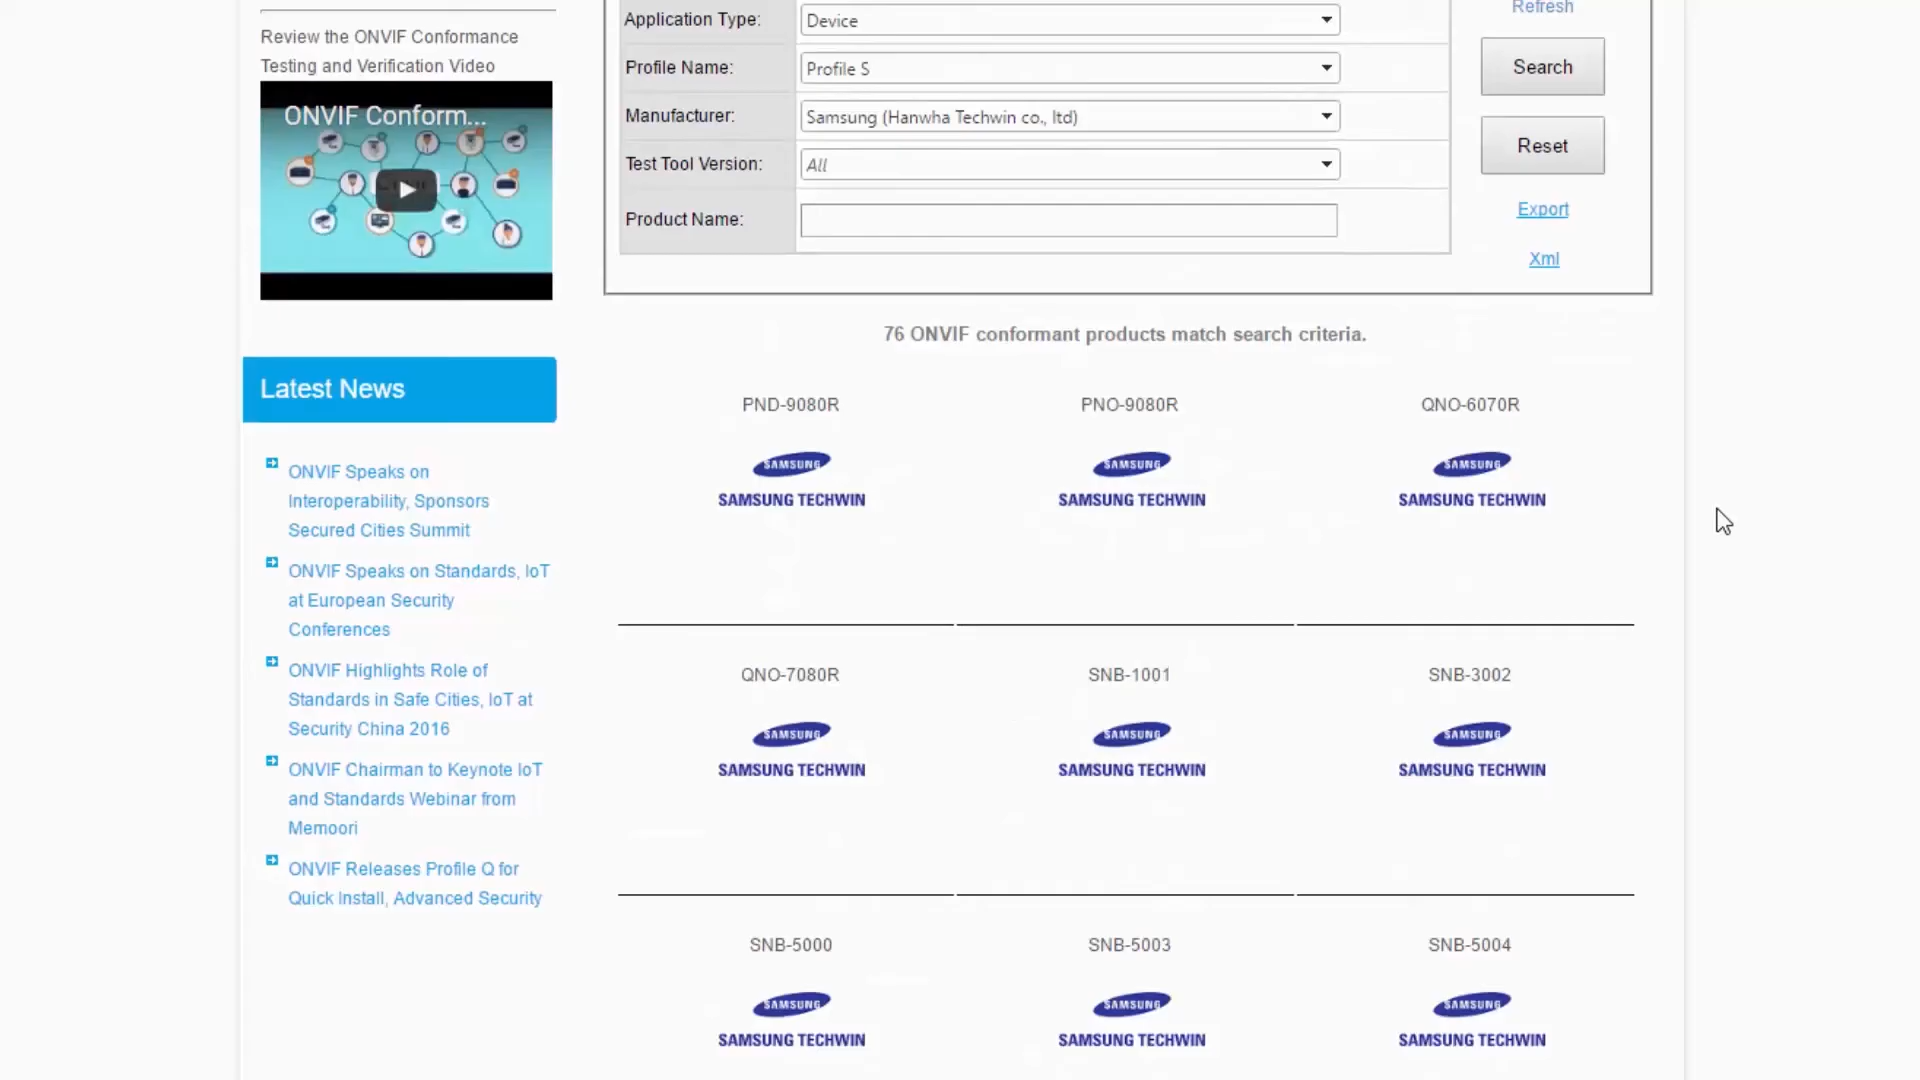 Review the ONVIF Conformance
Testing and Verification Video
ONVIF Conform...
Latest News
ONVIF Speaks on
Interoperability, Sponsors
Secured Cities Summit
ONVIF Speaks on Standards, IoT
at European Security
Conferences
ONVIF Highlights Role of
Standards in Safe Cities, IoT at
Security China 2016
ONVIF Chairman to Keynote IoT
and Standards Webinar from
Memoori
ONVIF Releases Profile Q for
Quick Install, Advanced Security
Application Type: Device
Profile Name: Profile S
Manufacturer: Samsung (Hanwha Techwin co., ltd)
Test Tool Version: All
Product Name:
Refresh
Search
Reset
Export
Xml
76 ONVIF conformant products match search criteria.
PND-9080R PNO-9080R QNO-6070R
SAMSUNG SAMSUNG SAMSUNG
SAMSUNG TECHWIN SAMSUNG TECHWIN SAMSUNG TECHWIN
QNO-7080R SNB-1001 SNB-3002
SAMSUNG SAMSUNG SAMSUNG
SAMSUNG TECHWIN SAMSUNG TECHWIN SAMSUNG TECHWIN
SNB-5000 SNB-5003 SNB-5004
SAMSUNG SAMSUNG SAMSUNG
SAMSUNG TECHWIN SAMSUNG TECHWIN SAMSUNG TECHWIN